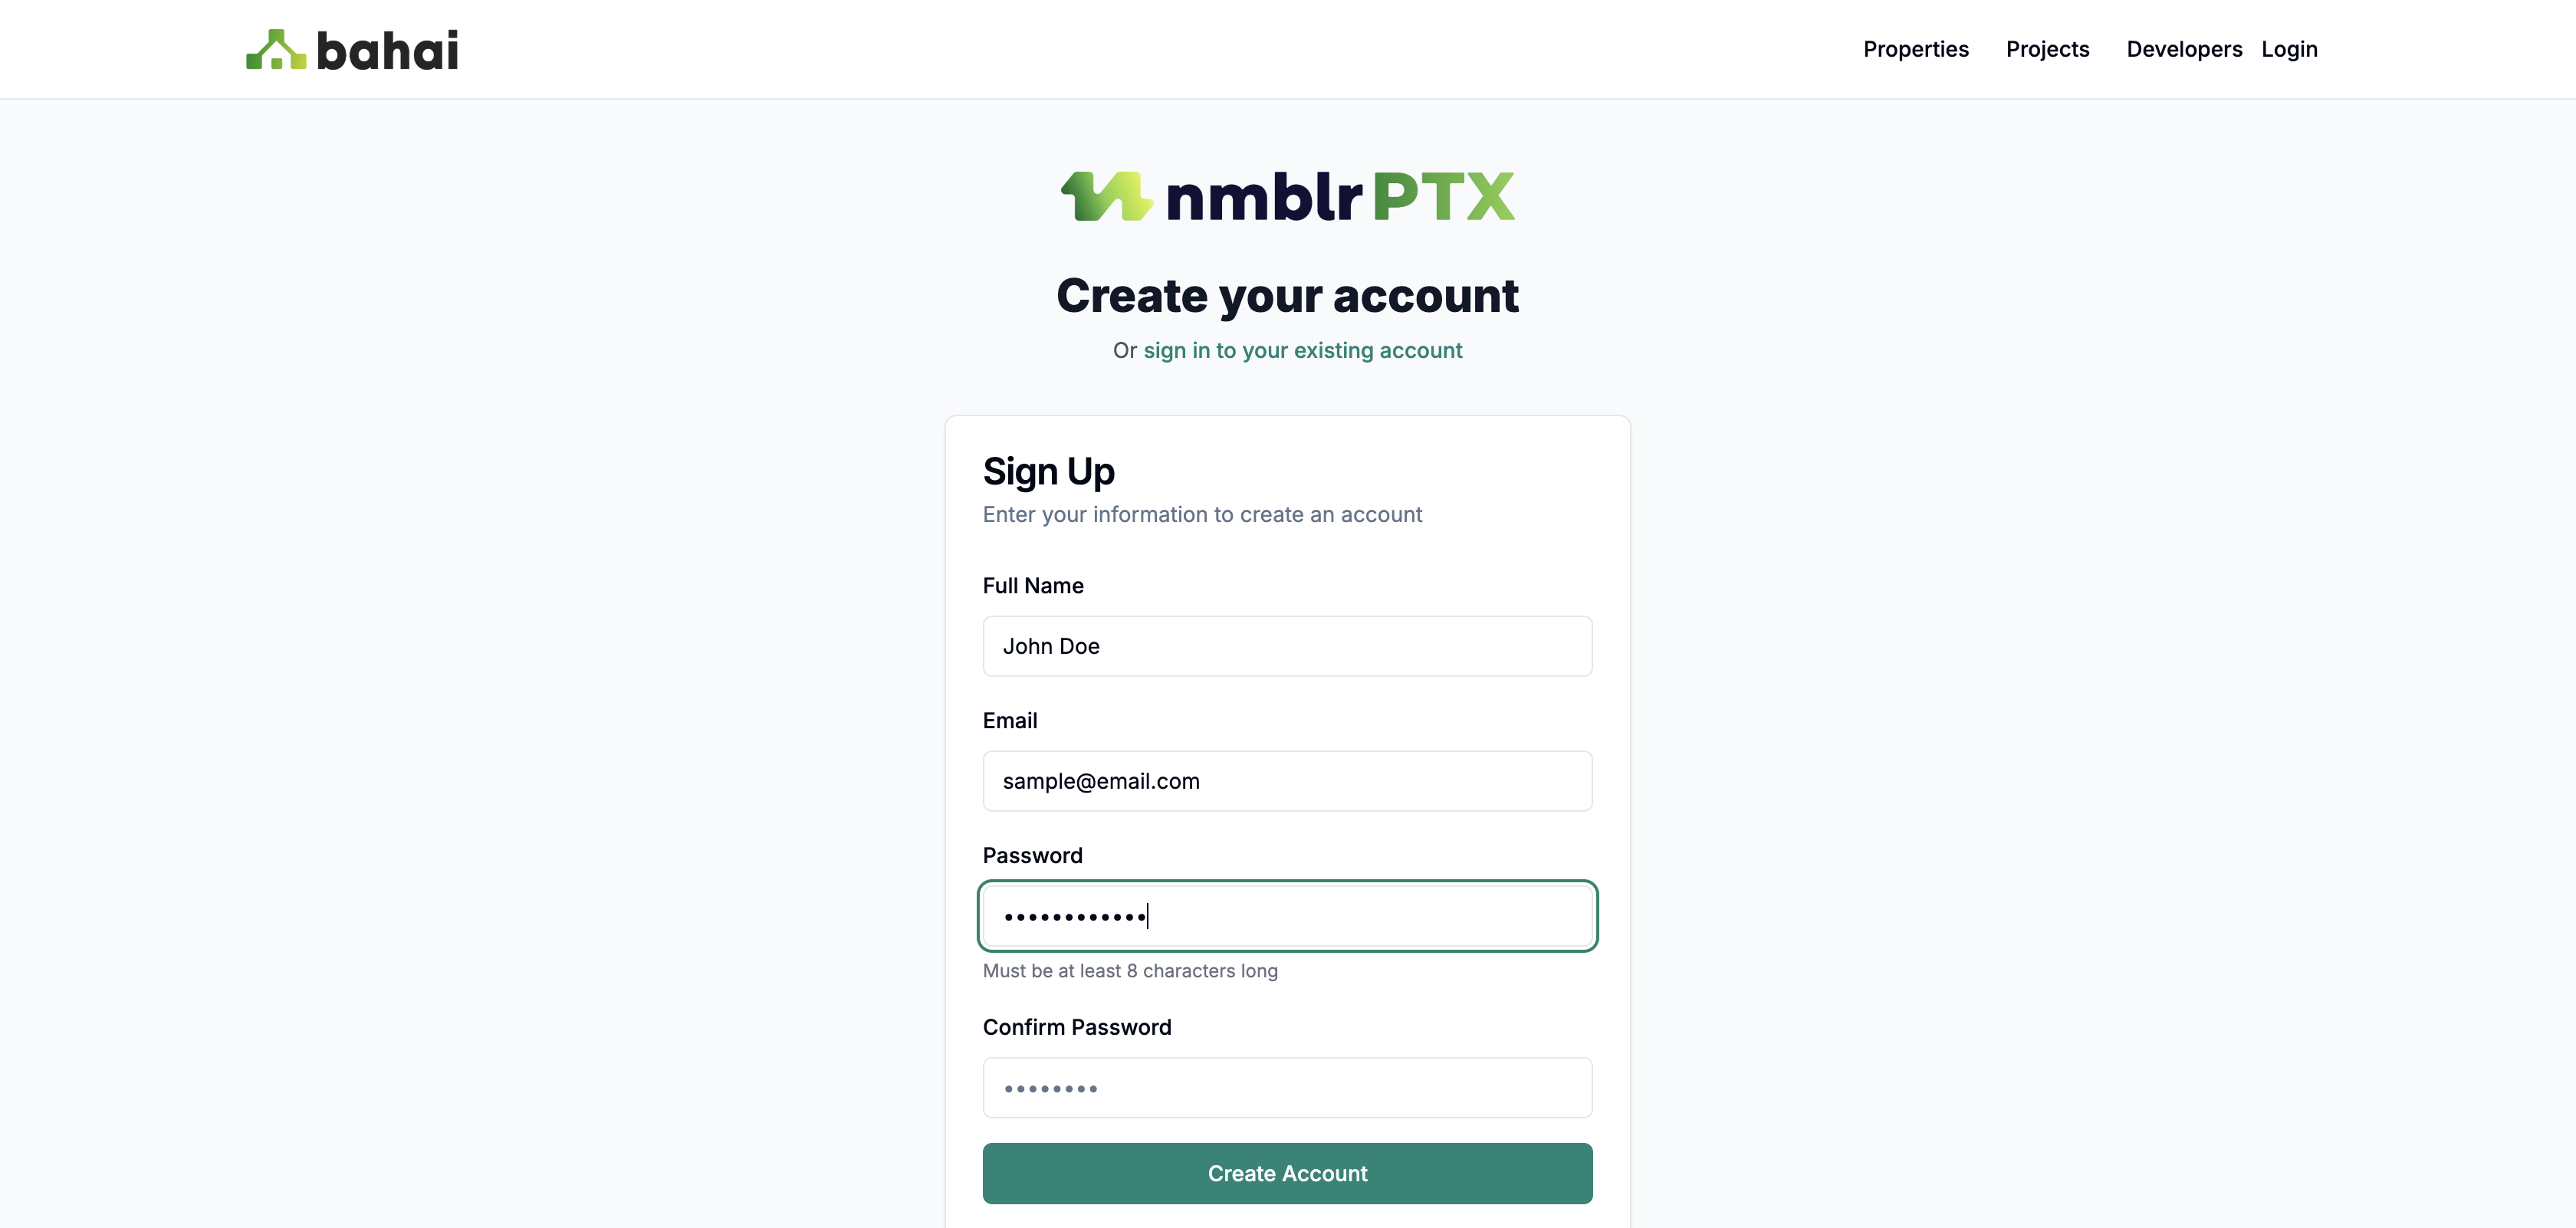 bahai
Properties Projects Developers Login
nmblr PTX
Create your account
Or sign in to your existing account
Sign Up
Enter your information to create an account
Full Name
John Doe
Email
sample@email.com
Password
••••••••••••
Must be at least 8 characters long
Confirm Password
••••••••
Create Account